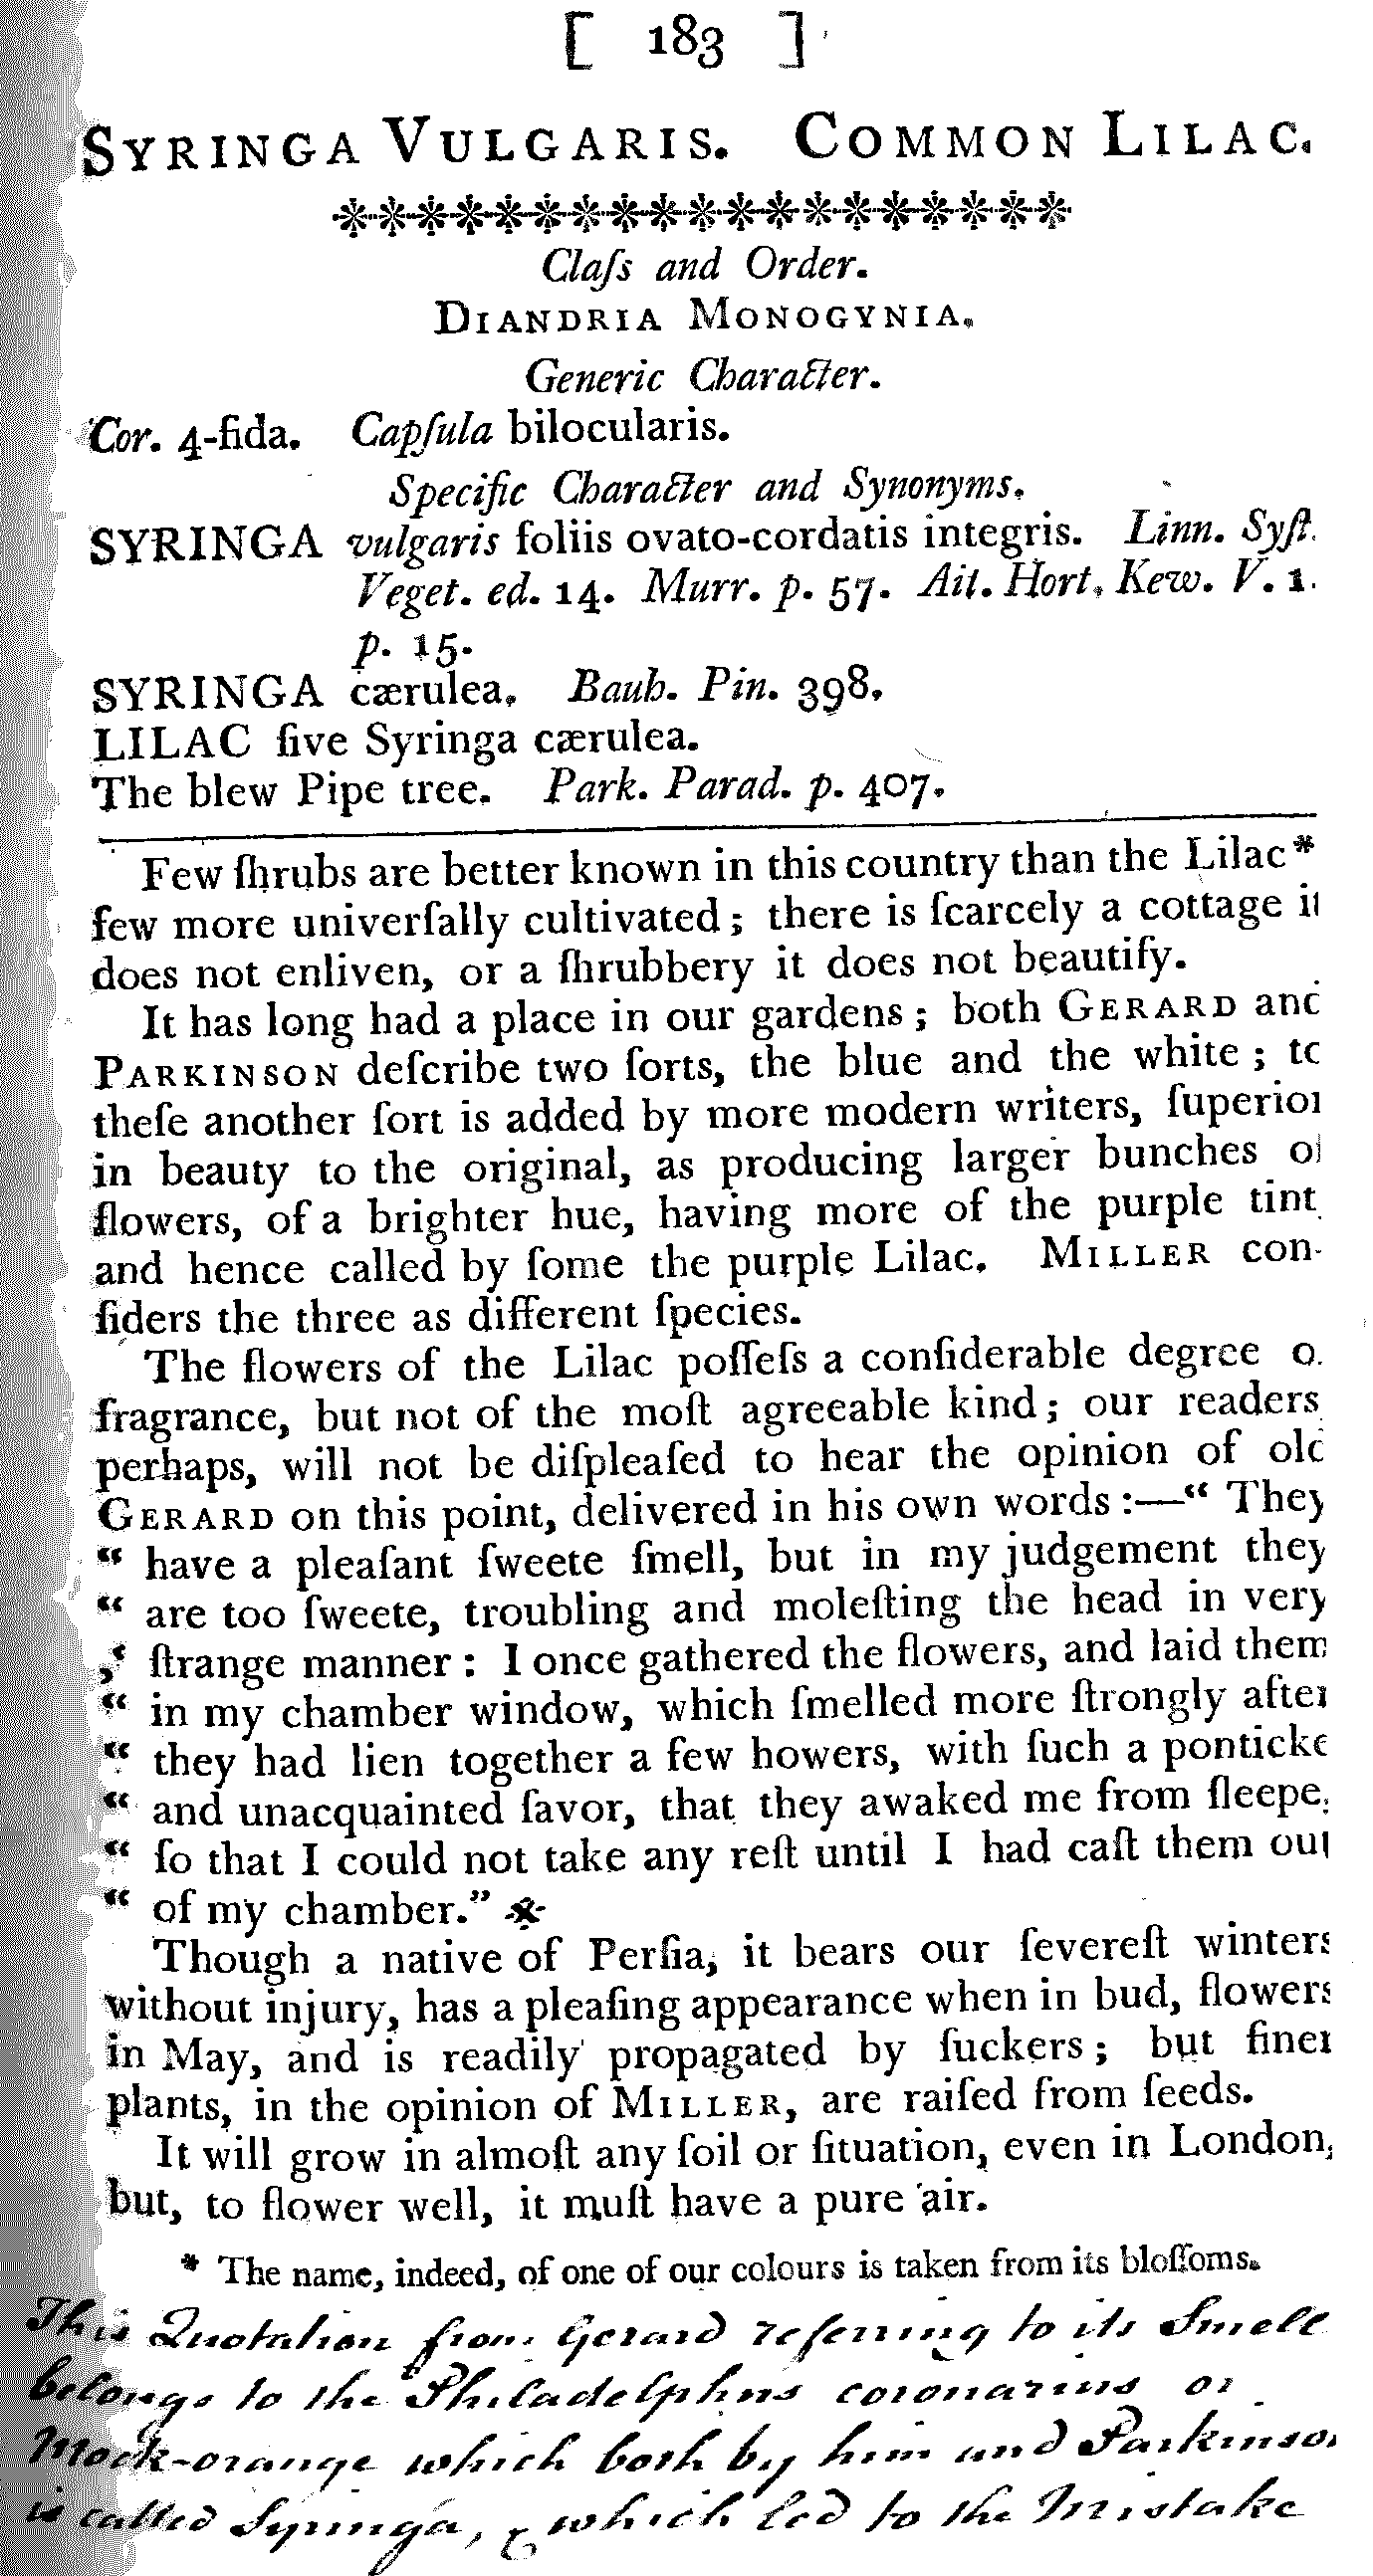 [ 183 ]
SYRINGA VULGARIS. COMMON LILAC.
Claſs and Order.
DIANDRIA MONOGYNIA.
Generic Character.
Cor. 4-fida. Capſula bilocularis.
Specific Character and Synonyms.
SYRINGA vulgaris foliis ovato-cordatis integris. Linn. Syſt.
Veget. ed. 14. Murr. p. 57. Ait. Hort. Kew. V. 1.
p. 15.
SYRINGA cærulea. Bauh. Pin. 398.
LILAC ſive Syringa cærulea.
The blew Pipe tree. Park. Parad. p. 407.
Few ſhrubs are better known in this country than the Lilac*
few more univerſally cultivated; there is ſcarcely a cottage it
does not enliven, or a ſhrubbery it does not beautify.
It has long had a place in our gardens; both GERARD and
PARKINSON deſcribe two ſorts, the blue and the white; to
theſe another ſort is added by more modern writers, ſuperior
in beauty to the original, as producing larger bunches of
flowers, of a brighter hue, having more of the purple tint
and hence called by ſome the purple Lilac. MILLER con-
ſiders the three as different ſpecies.
The flowers of the Lilac poſſeſs a conſiderable degree o
fragrance, but not of the moſt agreeable kind; our readers
perhaps, will not be diſpleaſed to hear the opinion of old
GERARD on this point, delivered in his own words:—“ They
“ have a pleaſant ſweete ſmell, but in my judgement they
“ are too ſweete, troubling and moleſting the head in very
“ ſtrange manner: I once gathered the flowers, and laid them
“ in my chamber window, which ſmelled more ſtrongly after
“ they had lien together a few howers, with ſuch a ponticke
“ and unacquainted ſavor, that they awaked me from ſleepe,
“ ſo that I could not take any reſt until I had caſt them out
“ of my chamber.” *
Though a native of Perſia, it bears our ſevereſt winters
without injury, has a pleaſing appearance when in bud, flowers
in May, and is readily propagated by ſuckers; but finer
plants, in the opinion of MILLER, are raiſed from ſeeds.
It will grow in almoſt any ſoil or ſituation, even in London,
but, to flower well, it muſt have a pure air.
* The name, indeed, of one of our colours is taken from its bloſſoms.
This Quotation from Gerard referring to its Smell
belongs to the Philadelphus coronarius or
Mock-orange which both by him and Parkinson
is called Syringa, & which led to the Mistake